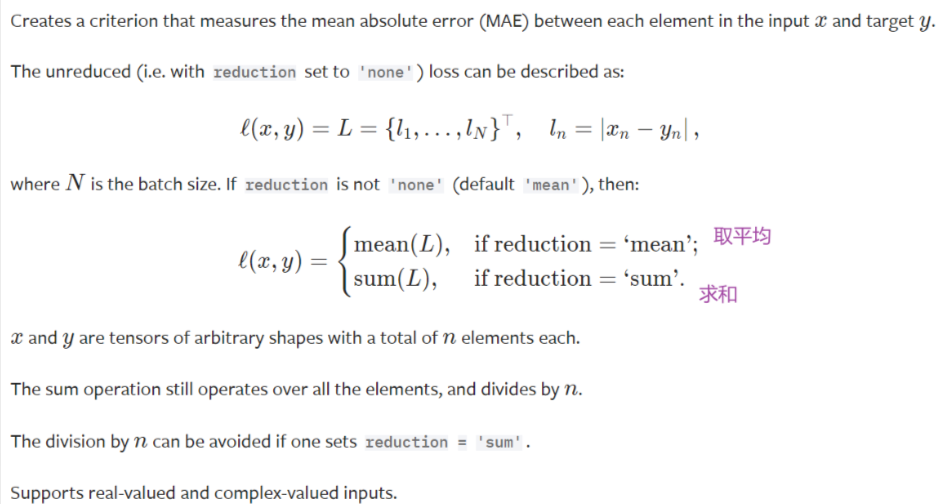 Creates a criterion that measures the mean absolute error (MAE) between each element in the input x and target y.
The unreduced (i.e. with reduction set to 'none') loss can be described as:
ℓ(x, y) = L = {l₁, . . . , l_N}^⊤, l_n = |x_n − y_n| ,
where N is the batch size. If reduction is not 'none' (default 'mean'), then:
ℓ(x, y) = { mean(L), if reduction = ‘mean’; 取平均
sum(L), if reduction = ‘sum’. 求和
x and y are tensors of arbitrary shapes with a total of n elements each.
The sum operation still operates over all the elements, and divides by n.
The division by n can be avoided if one sets reduction = 'sum'.
Supports real-valued and complex-valued inputs.